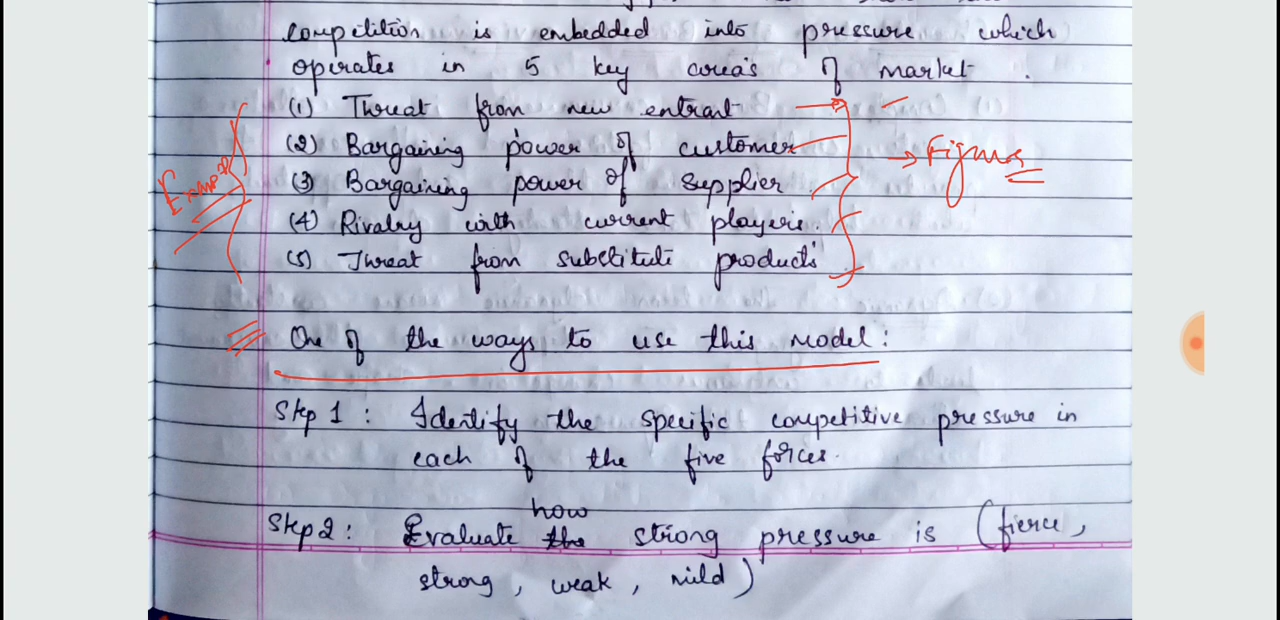 competition is embedded into pressure which
operates in 5 key area's of market .
(1) Threat from new entrant
(2) Bargaining power of customer
(3) Bargaining power of supplier
(4) Rivalry with current players.
(5) Threat from substitute products
→ Figure
One of the ways to use this model:
Step 1 : Identify the specific competitive pressure in
each of the five forces.
how
Step 2 : Evaluate the strong pressure is (fierce,
strong, weak, mild)